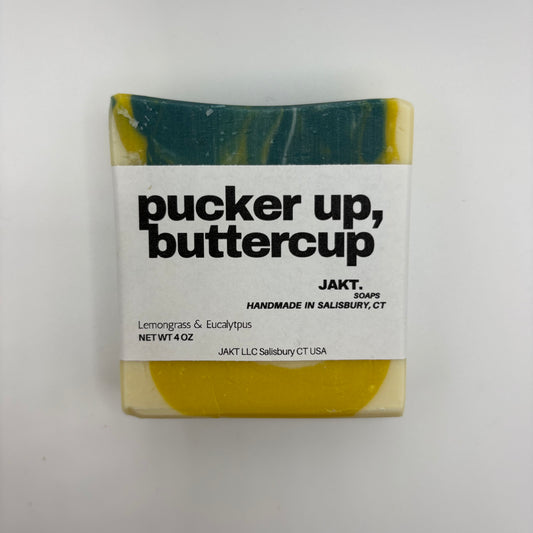 pucker up,
buttercup
JAKT.
SOAPS
HANDMADE IN SALISBURY, CT
Lemongrass & Eucalytpus
NET WT 4 OZ
JAKT LLC Salisbury CT USA